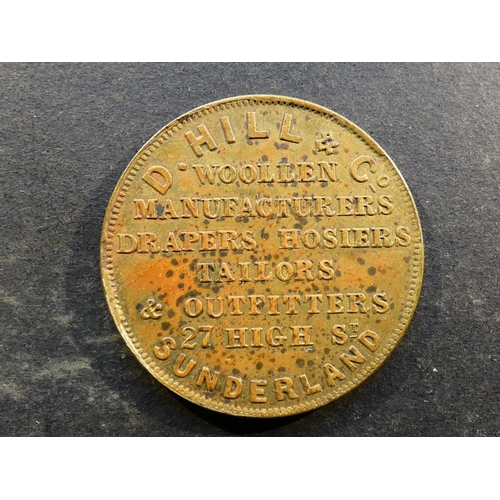 D. HILL & Co.
WOOLLEN
MANUFACTURERS
DRAPERS, HOSIERS
TAILORS
& OUTFITTERS
27 HIGH ST.
SUNDERLAND